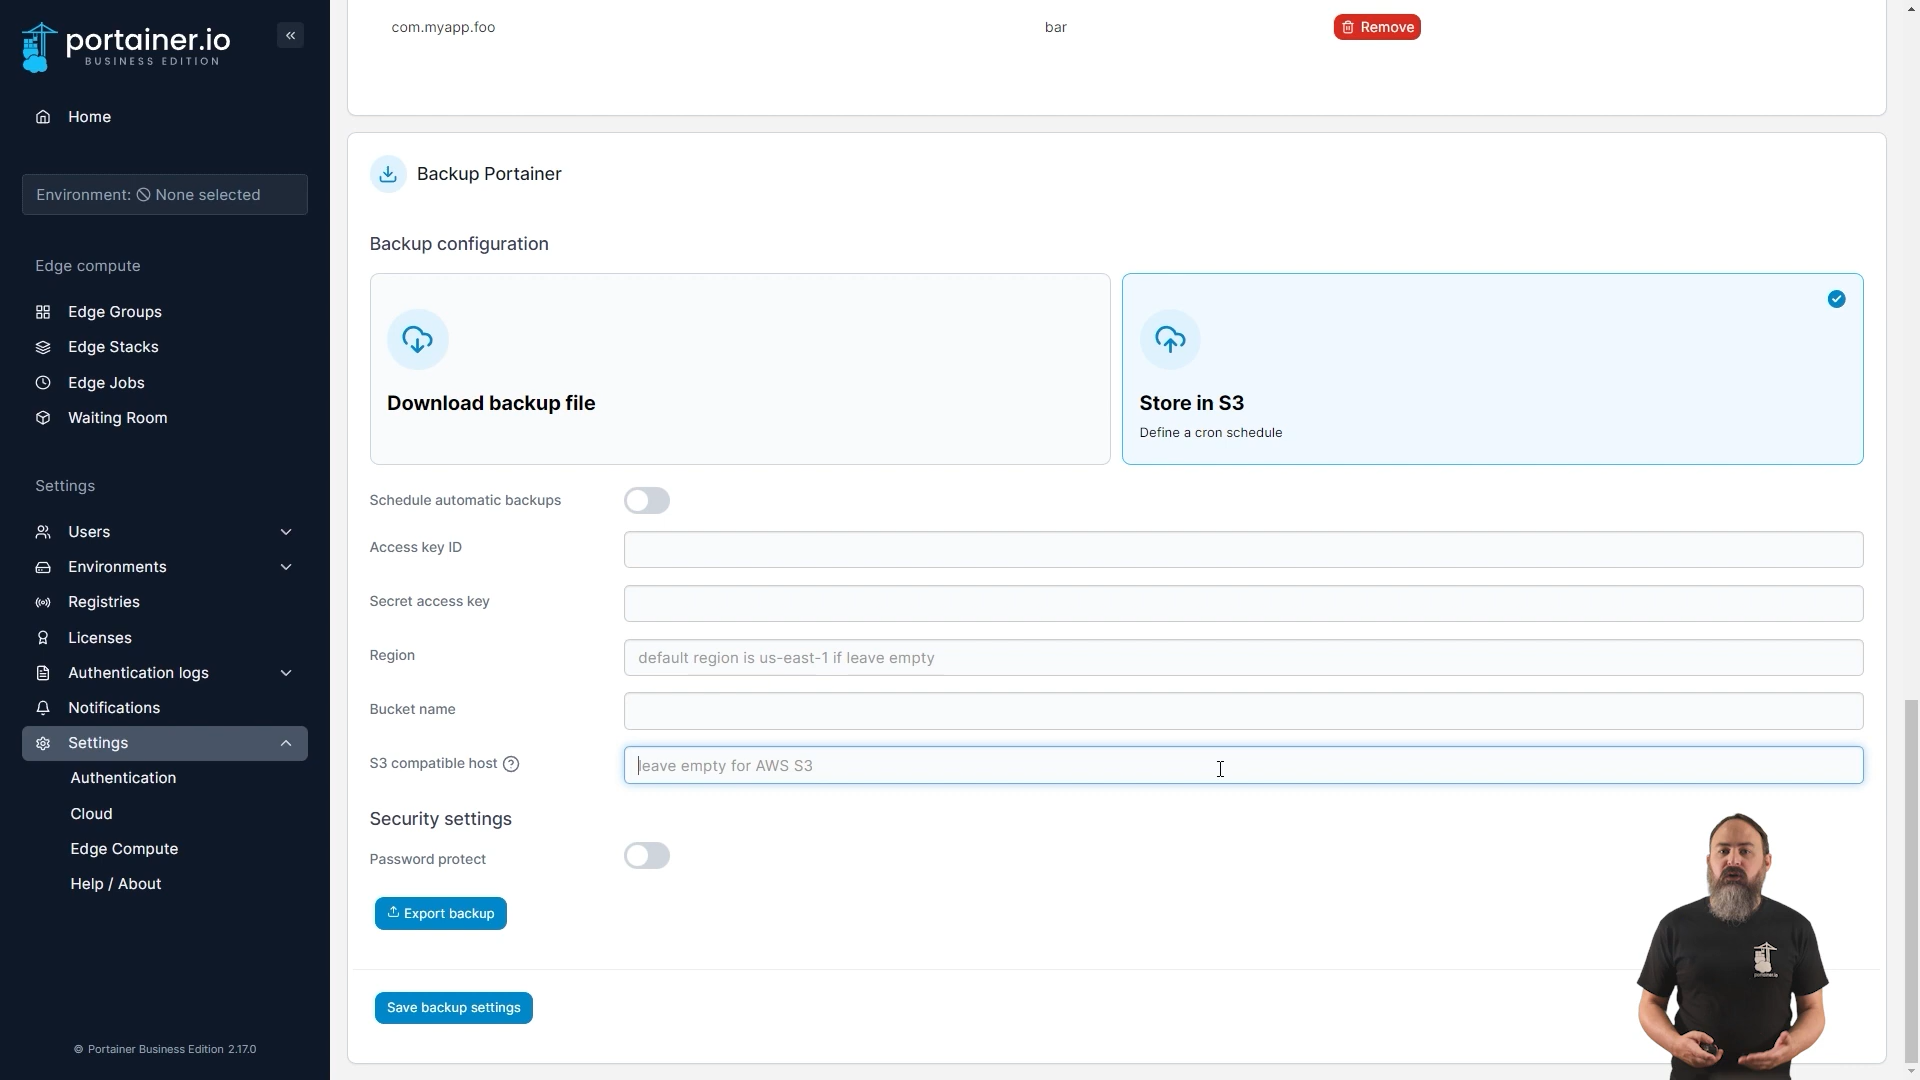 portainer.io
BUSINESS EDITION
Home
Environment: None selected
Edge compute
Edge Groups
Edge Stacks
Edge Jobs
Waiting Room
Settings
Users
Environments
Registries
Licenses
Authentication logs
Notifications
Settings
Authentication
Cloud
Edge Compute
Help / About
© Portainer Business Edition 2.17.0
com.myapp.foo bar Remove
Backup Portainer
Backup configuration
Download backup file
Store in S3
Define a cron schedule
Schedule automatic backups
Access key ID
Secret access key
Region default region is us-east-1 if leave empty
Bucket name
S3 compatible host leave empty for AWS S3
Security settings
Password protect
Export backup
Save backup settings